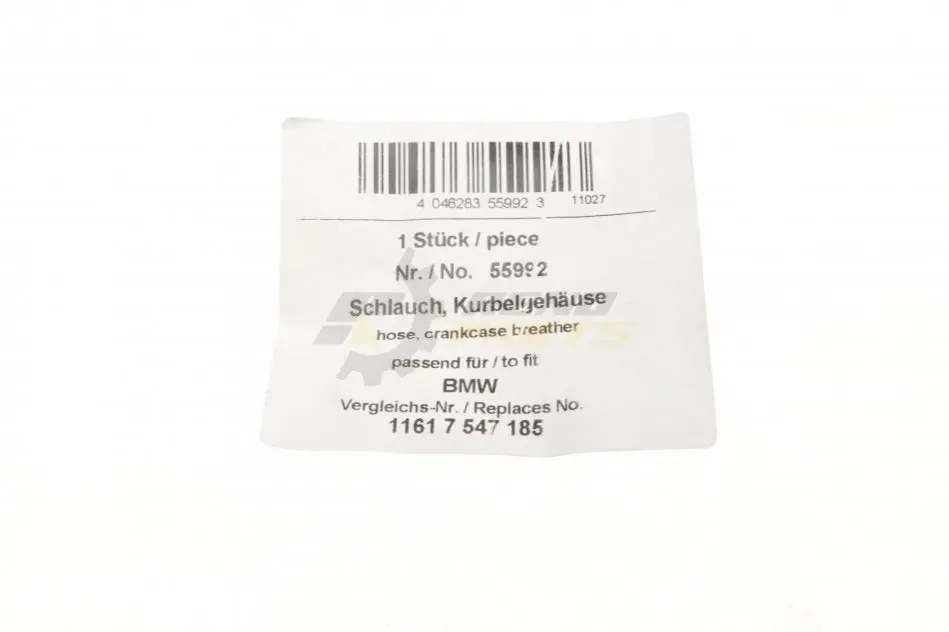 4 046283 55992 3 11027
1 Stück / piece
Nr. / No. 55992
Schlauch, Kurbelgehäuse
hose, crankcase breather
passend für / to fit
BMW
Vergleichs-Nr. / Replaces No.
1161 7 547 185